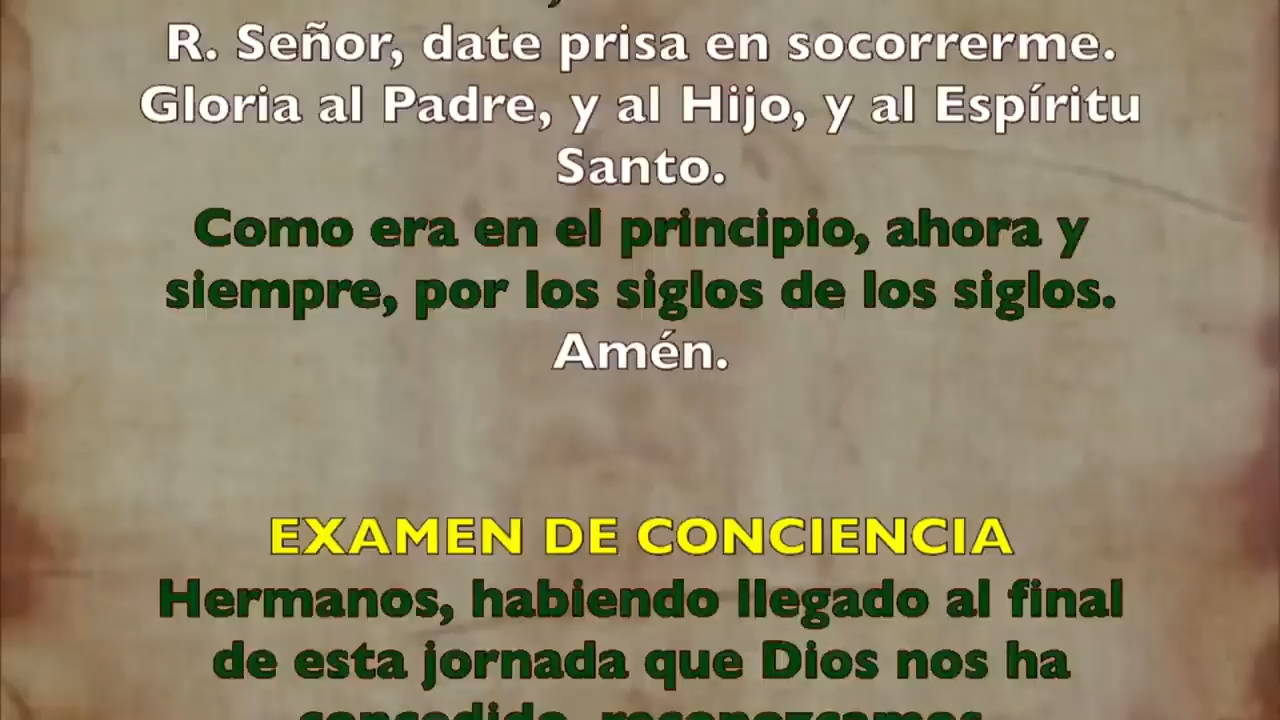 R. Señor, date prisa en socorrerme.
Gloria al Padre, y al Hijo, y al Espíritu
Santo.
Como era en el principio, ahora y
siempre, por los siglos de los siglos.
Amén.
EXAMEN DE CONCIENCIA
Hermanos, habiendo llegado al final
de esta jornada que Dios nos ha
concedido, reconozcamos